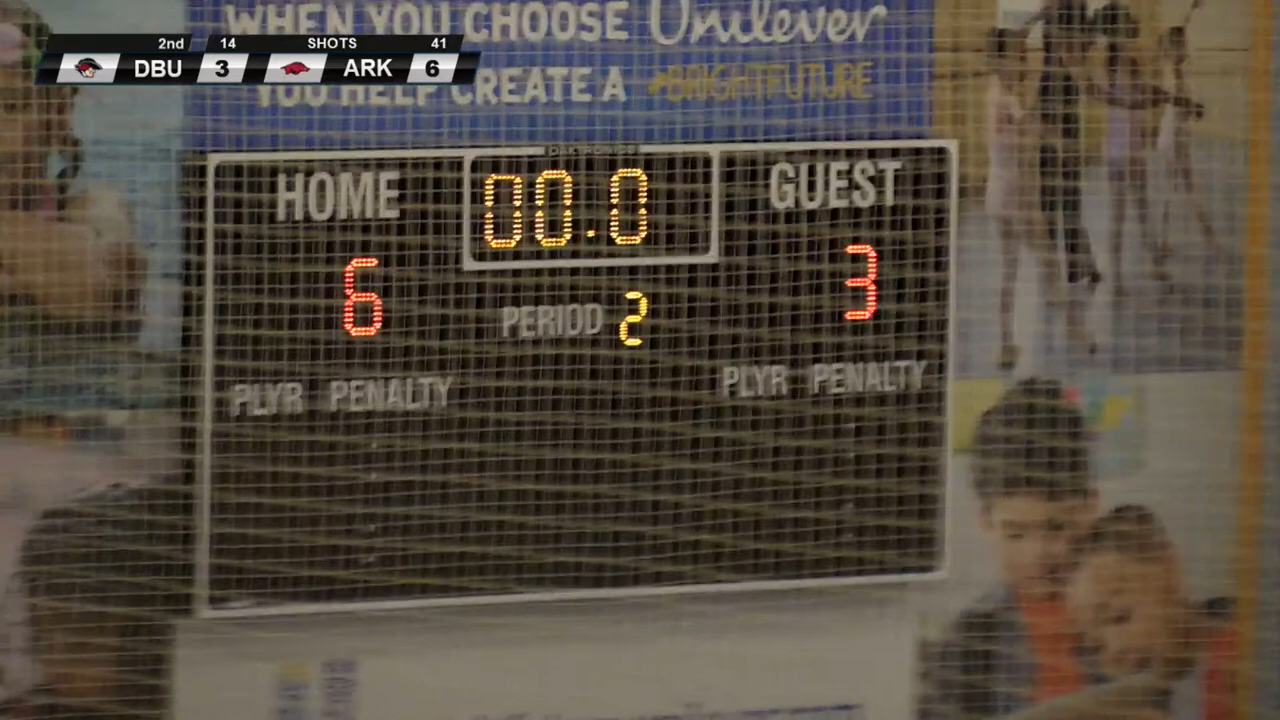 WHEN YOU CHOOSE Unilever
2nd 14 SHOTS 41
DBU 3 ARK 6
YOU HELP CREATE A #BRIGHTFUTURE
HOME 00.0 GUEST
6 3
PERIOD 2
PLYR PENALTY PLYR PENALTY